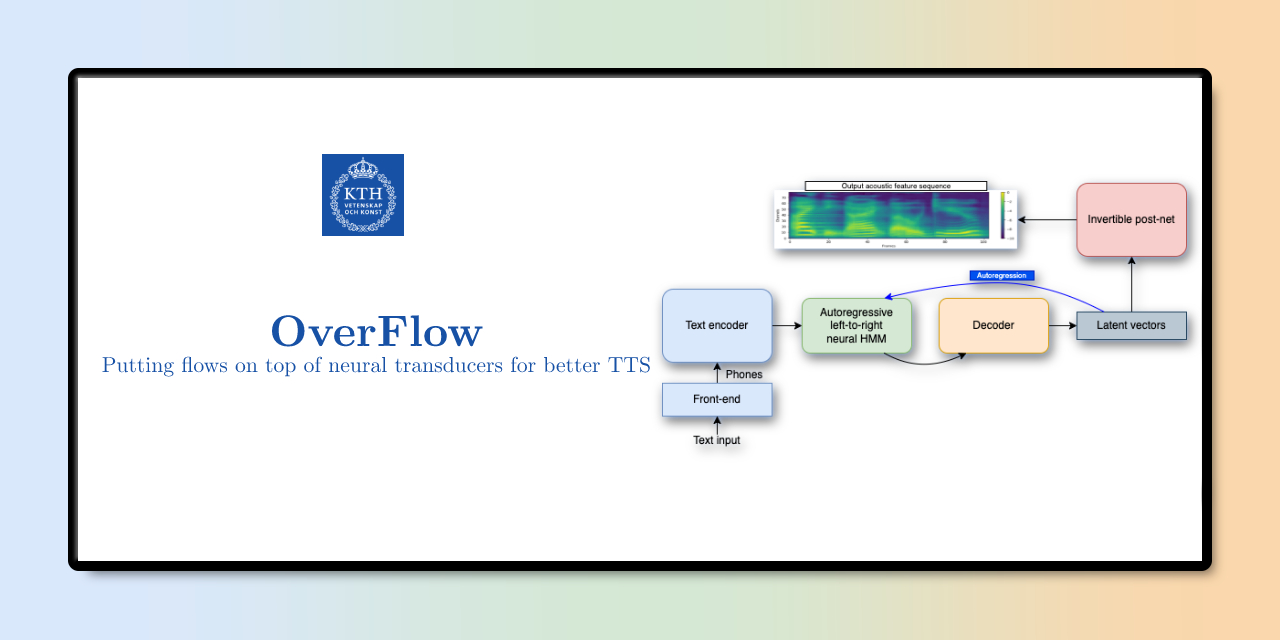 KTH
VETENSKAP
OCH KONST
OverFlow
Putting flows on top of neural transducers for better TTS
Output acoustic feature sequence
Invertible post-net
Autoregression
Text encoder
Autoregressive
left-to-right
neural HMM
Decoder
Latent vectors
Phones
Front-end
Text input